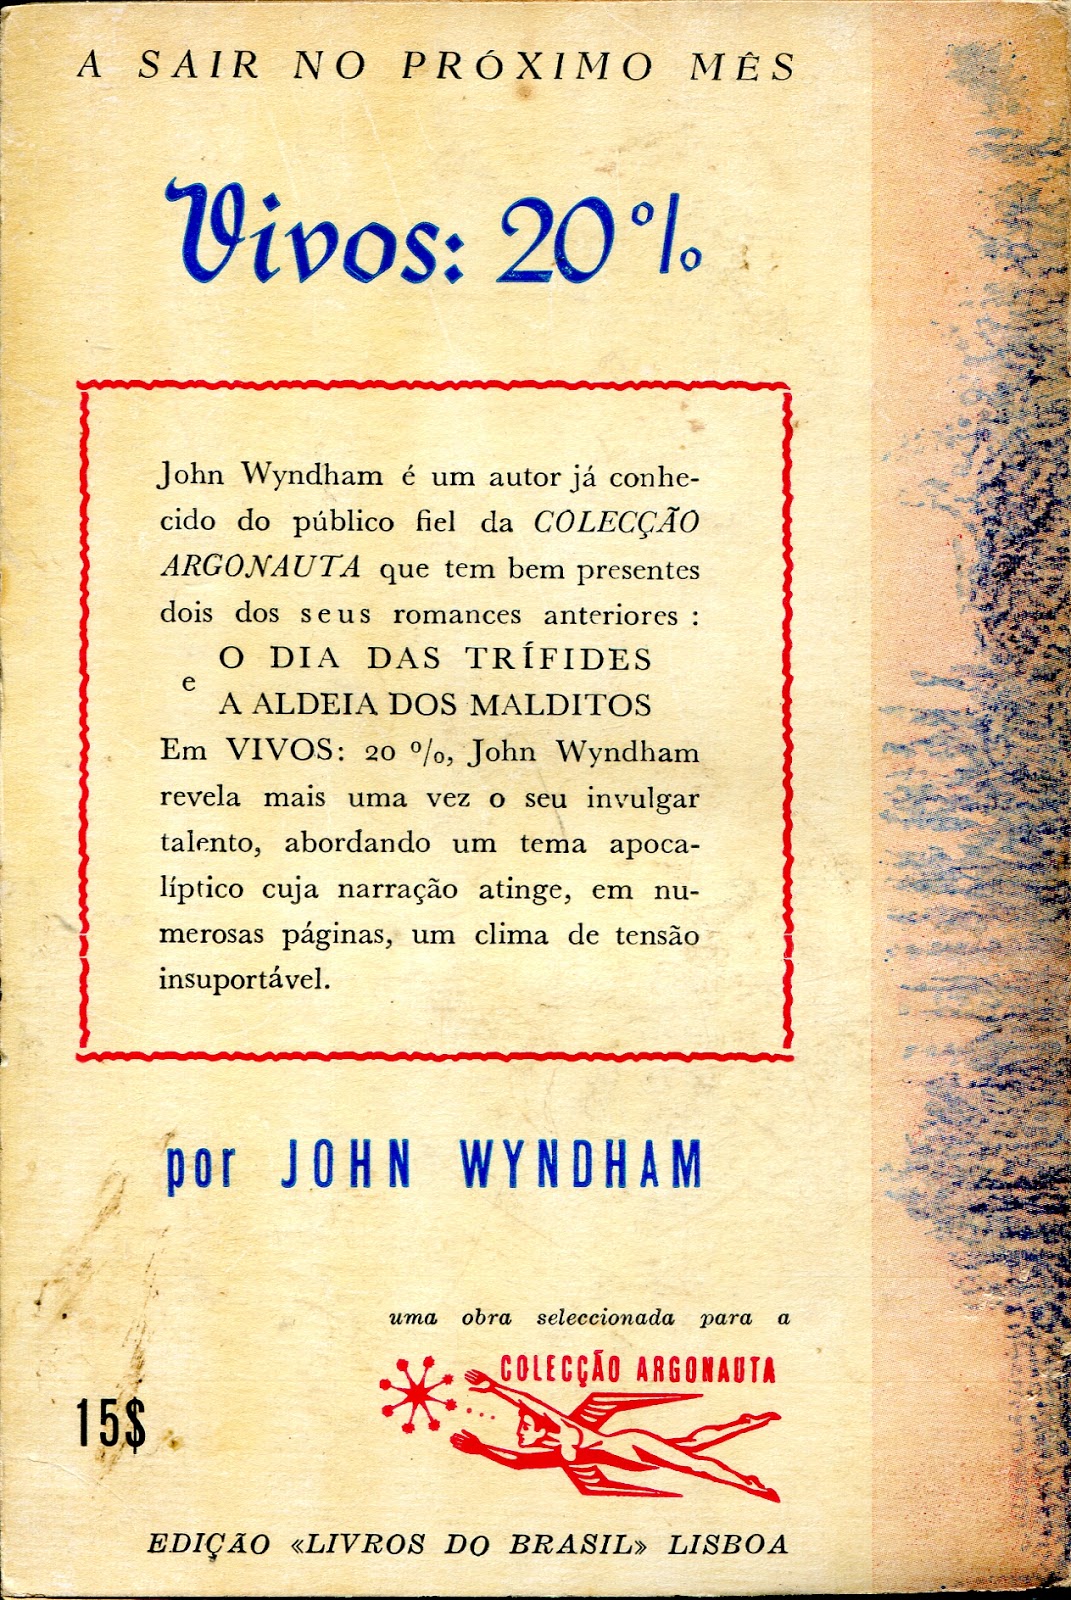 A SAIR NO PRÓXIMO MÊS
Vivos: 20%
John Wyndham é um autor já conhe-
cido do público fiel da COLECÇÃO
ARGONAUTA que tem bem presentes
dois dos seus romances anteriores :
O DIA DAS TRÍFIDES
e
A ALDEIA DOS MALDITOS
Em VIVOS: 20 %, John Wyndham
revela mais uma vez o seu invulgar
talento, abordando um tema apoca-
líptico cuja narração atinge, em nu-
merosas páginas, um clima de tensão
insuportável.
por JOHN WYNDHAM
uma obra seleccionada para a
COLECÇÃO ARGONAUTA
15$
EDIÇÃO «LIVROS DO BRASIL» LISBOA